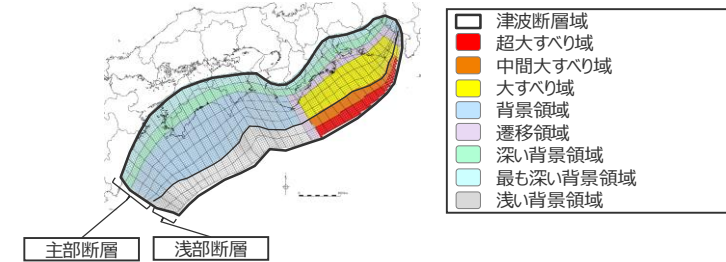 津波断層域
超大すべり域
中間大すべり域
大すべり域
背景領域
遷移領域
深い背景領域
最も深い背景領域
浅い背景領域
主部断層
浅部断層